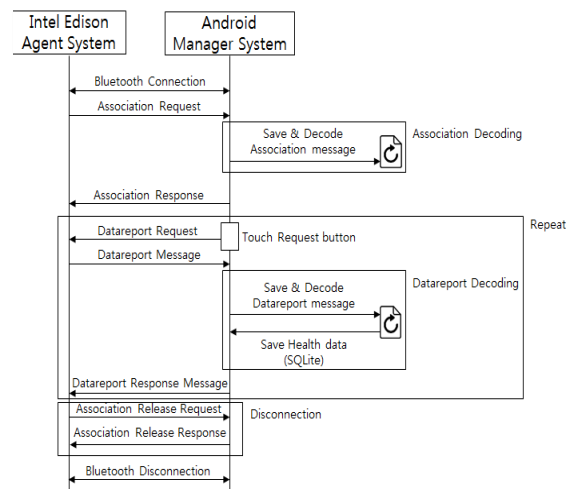 Intel Edison
Agent System
Android
Manager System
Bluetooth Connection
Association Request
Save & Decode
Association message
Association Decoding
Association Response
Repeat
Datareport Request
Touch Request button
Datareport Message
Datareport Decoding
Save & Decode
Datareport message
Save Health data
(SQLite)
Datareport Response Message
Association Release Request
Disconnection
Association Release Response
Bluetooth Disconnection